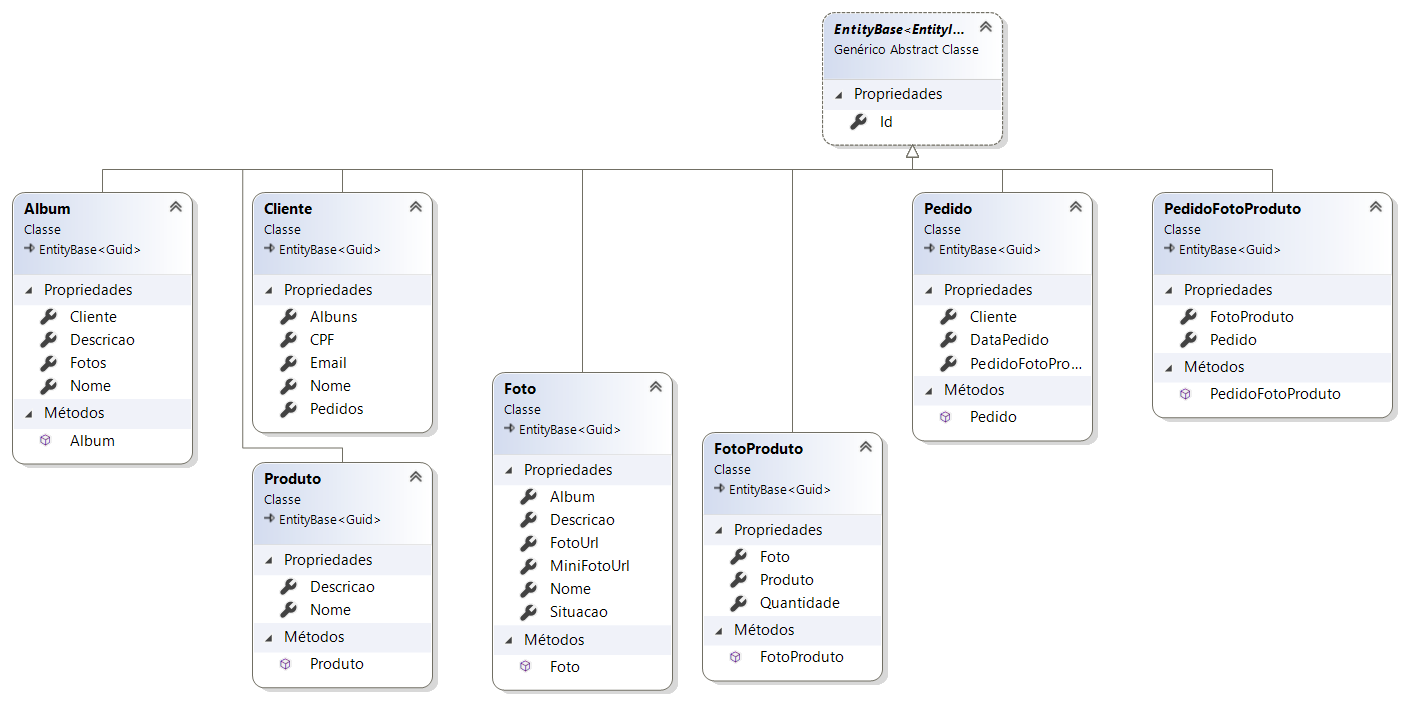 EntityBase<EntityI...
Genérico Abstract Classe
Propriedades
Id
Album
Classe
EntityBase<Guid>
Propriedades
Cliente
Descricao
Fotos
Nome
Métodos
Album
Cliente
Classe
EntityBase<Guid>
Propriedades
Albuns
CPF
Email
Nome
Pedidos
Produto
Classe
EntityBase<Guid>
Propriedades
Descricao
Nome
Métodos
Produto
Foto
Classe
EntityBase<Guid>
Propriedades
Album
Descricao
FotoUrl
MiniFotoUrl
Nome
Situacao
Métodos
Foto
FotoProduto
Classe
EntityBase<Guid>
Propriedades
Foto
Produto
Quantidade
Métodos
FotoProduto
Pedido
Classe
EntityBase<Guid>
Propriedades
Cliente
DataPedido
PedidoFotoPro...
Métodos
Pedido
PedidoFotoProduto
Classe
EntityBase<Guid>
Propriedades
FotoProduto
Pedido
Métodos
PedidoFotoProduto